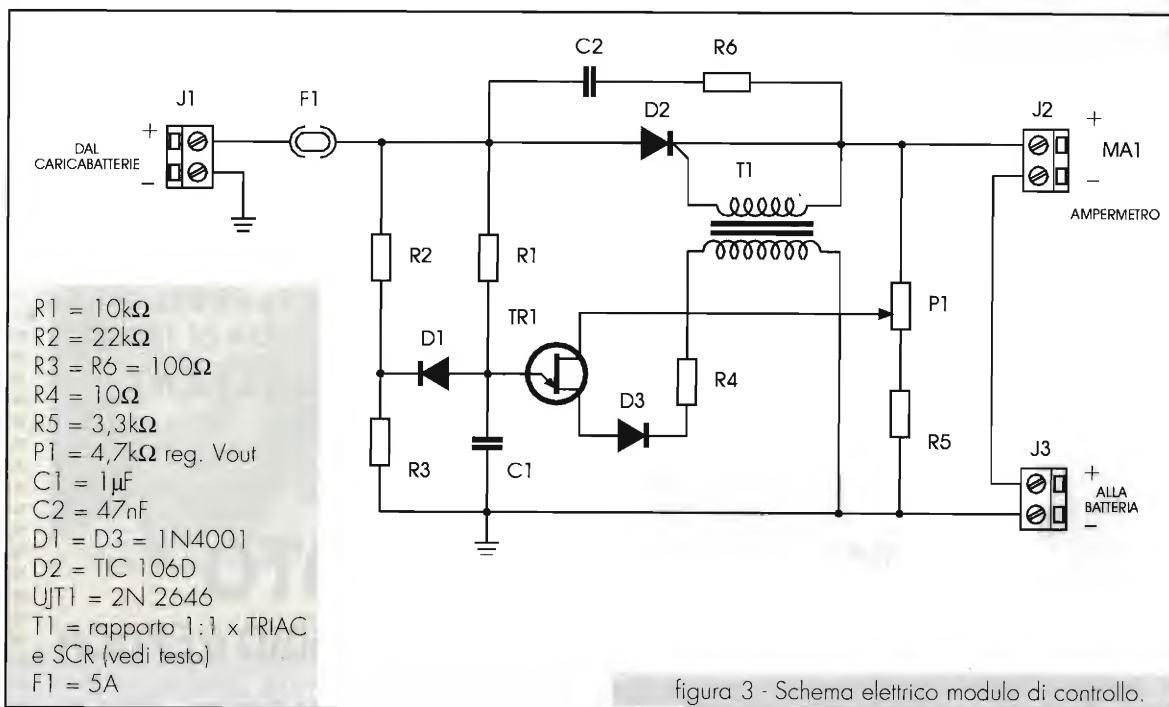 C2
R6
J1
F1
D2
J2
+
DAL
CARICABATTERIE
−
+
MA1
−
T1
AMPERMETRO
R2
R1
P1
TR1
D1
R4
D3
R3
C1
R5
J3
+
ALLA
BATTERIA
−
R1 = 10kΩ
R2 = 22kΩ
R3 = R6 = 100Ω
R4 = 10Ω
R5 = 3,3kΩ
P1 = 4,7kΩ reg. Vout
C1 = 1µF
C2 = 47nF
D1 = D3 = 1N4001
D2 = TIC 106D
UJT1 = 2N 2646
T1 = rapporto 1:1 x TRIAC
e SCR (vedi testo)
F1 = 5A
figura 3 - Schema elettrico modulo di controllo.